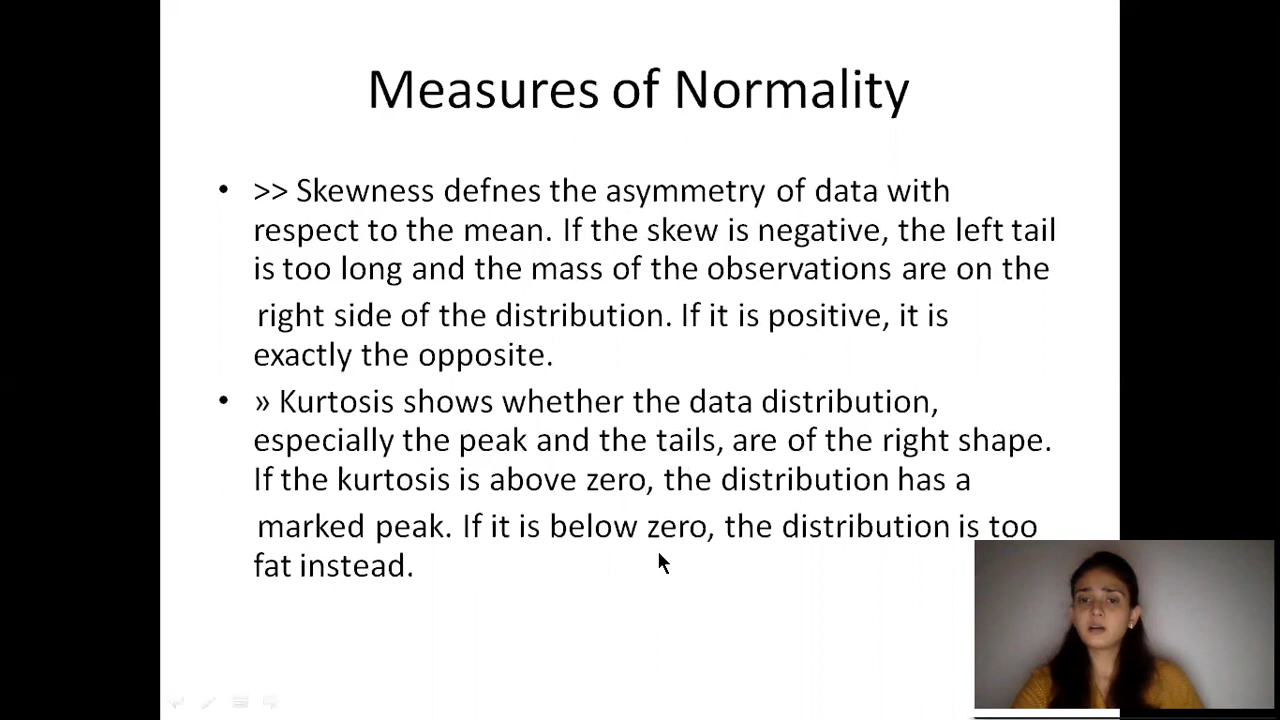 Measures of Normality
• >> Skewness defnes the asymmetry of data with
respect to the mean. If the skew is negative, the left tail
is too long and the mass of the observations are on the
right side of the distribution. If it is positive, it is
exactly the opposite.
• » Kurtosis shows whether the data distribution,
especially the peak and the tails, are of the right shape.
If the kurtosis is above zero, the distribution has a
marked peak. If it is below zero, the distribution is too
fat instead.